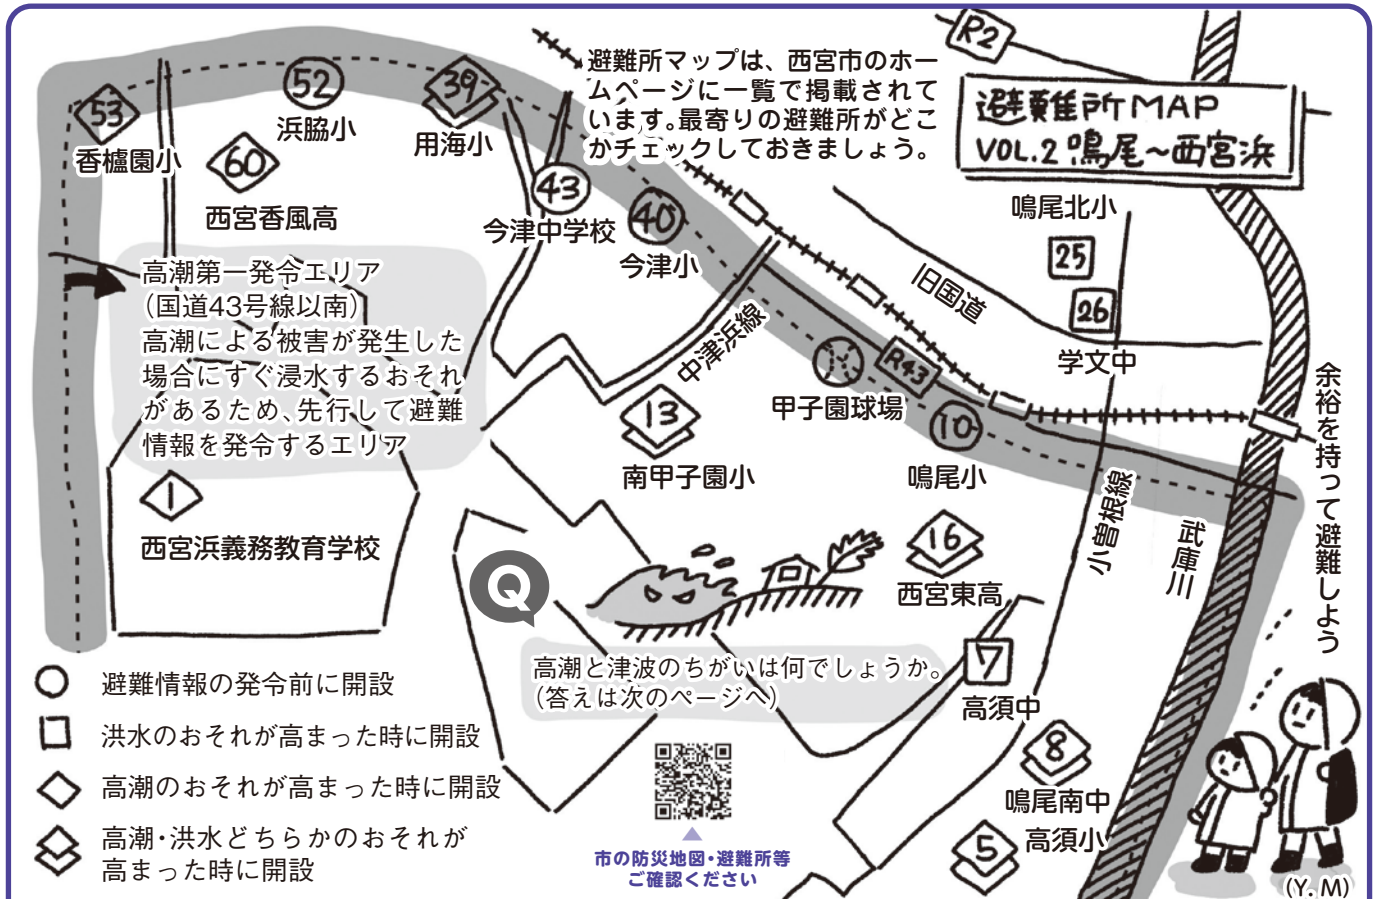 避難所マップは、西宮市のホー
ムページに一覧で掲載されて
います。最寄りの避難所がどこ
かチェックしておきましょう。
R2
避難所MAP
VOL.2 鳴尾〜西宮浜
53
香櫨園小
52
浜脇小
39
用海小
60
西宮香風高
43
今津中学校
40
今津小
鳴尾北小
25
26
学文中
旧国道
中津浜線
R43
甲子園球場
10
鳴尾小
高潮第一発令エリア
(国道43号線以南)
高潮による被害が発生した
場合にすぐ浸水するおそれ
があるため、先行して避難
情報を発令するエリア
13
南甲子園小
1
西宮浜義務教育学校
16
西宮東高
小曽根線
武庫川
余裕を持って避難しよう
Q
高潮と津波のちがいは何でしょうか。
(答えは次のページへ)
7
高須中
8
鳴尾南中
5
高須小
避難情報の発令前に開設
洪水のおそれが高まった時に開設
高潮のおそれが高まった時に開設
高潮・洪水どちらかのおそれが
高まった時に開設
市の防災地図・避難所等
ご確認ください
(Y. M)